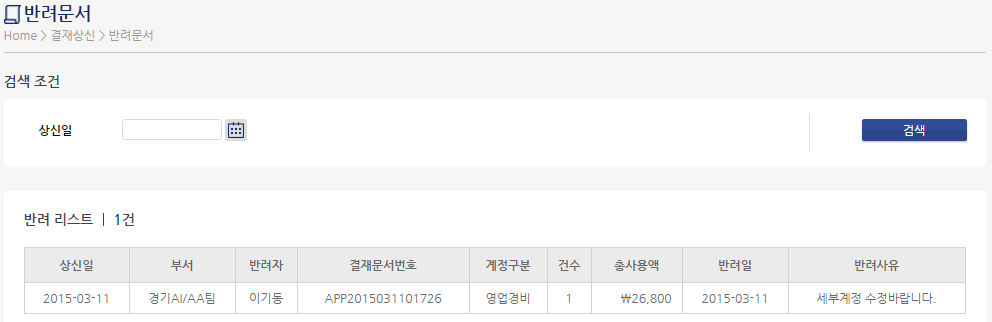 반려문서
Home > 결재상신 > 반려문서
검색 조건
상신일 검색
반려 리스트 | 1건
상신일 부서 반려자 결재문서번호 계정구분 건수 총사용액 반려일 반려사유
2015-03-11 경기AI/AA팀 이기동 APP2015031101726 영업경비 1 ₩26,800 2015-03-11 세부계정 수정바랍니다.